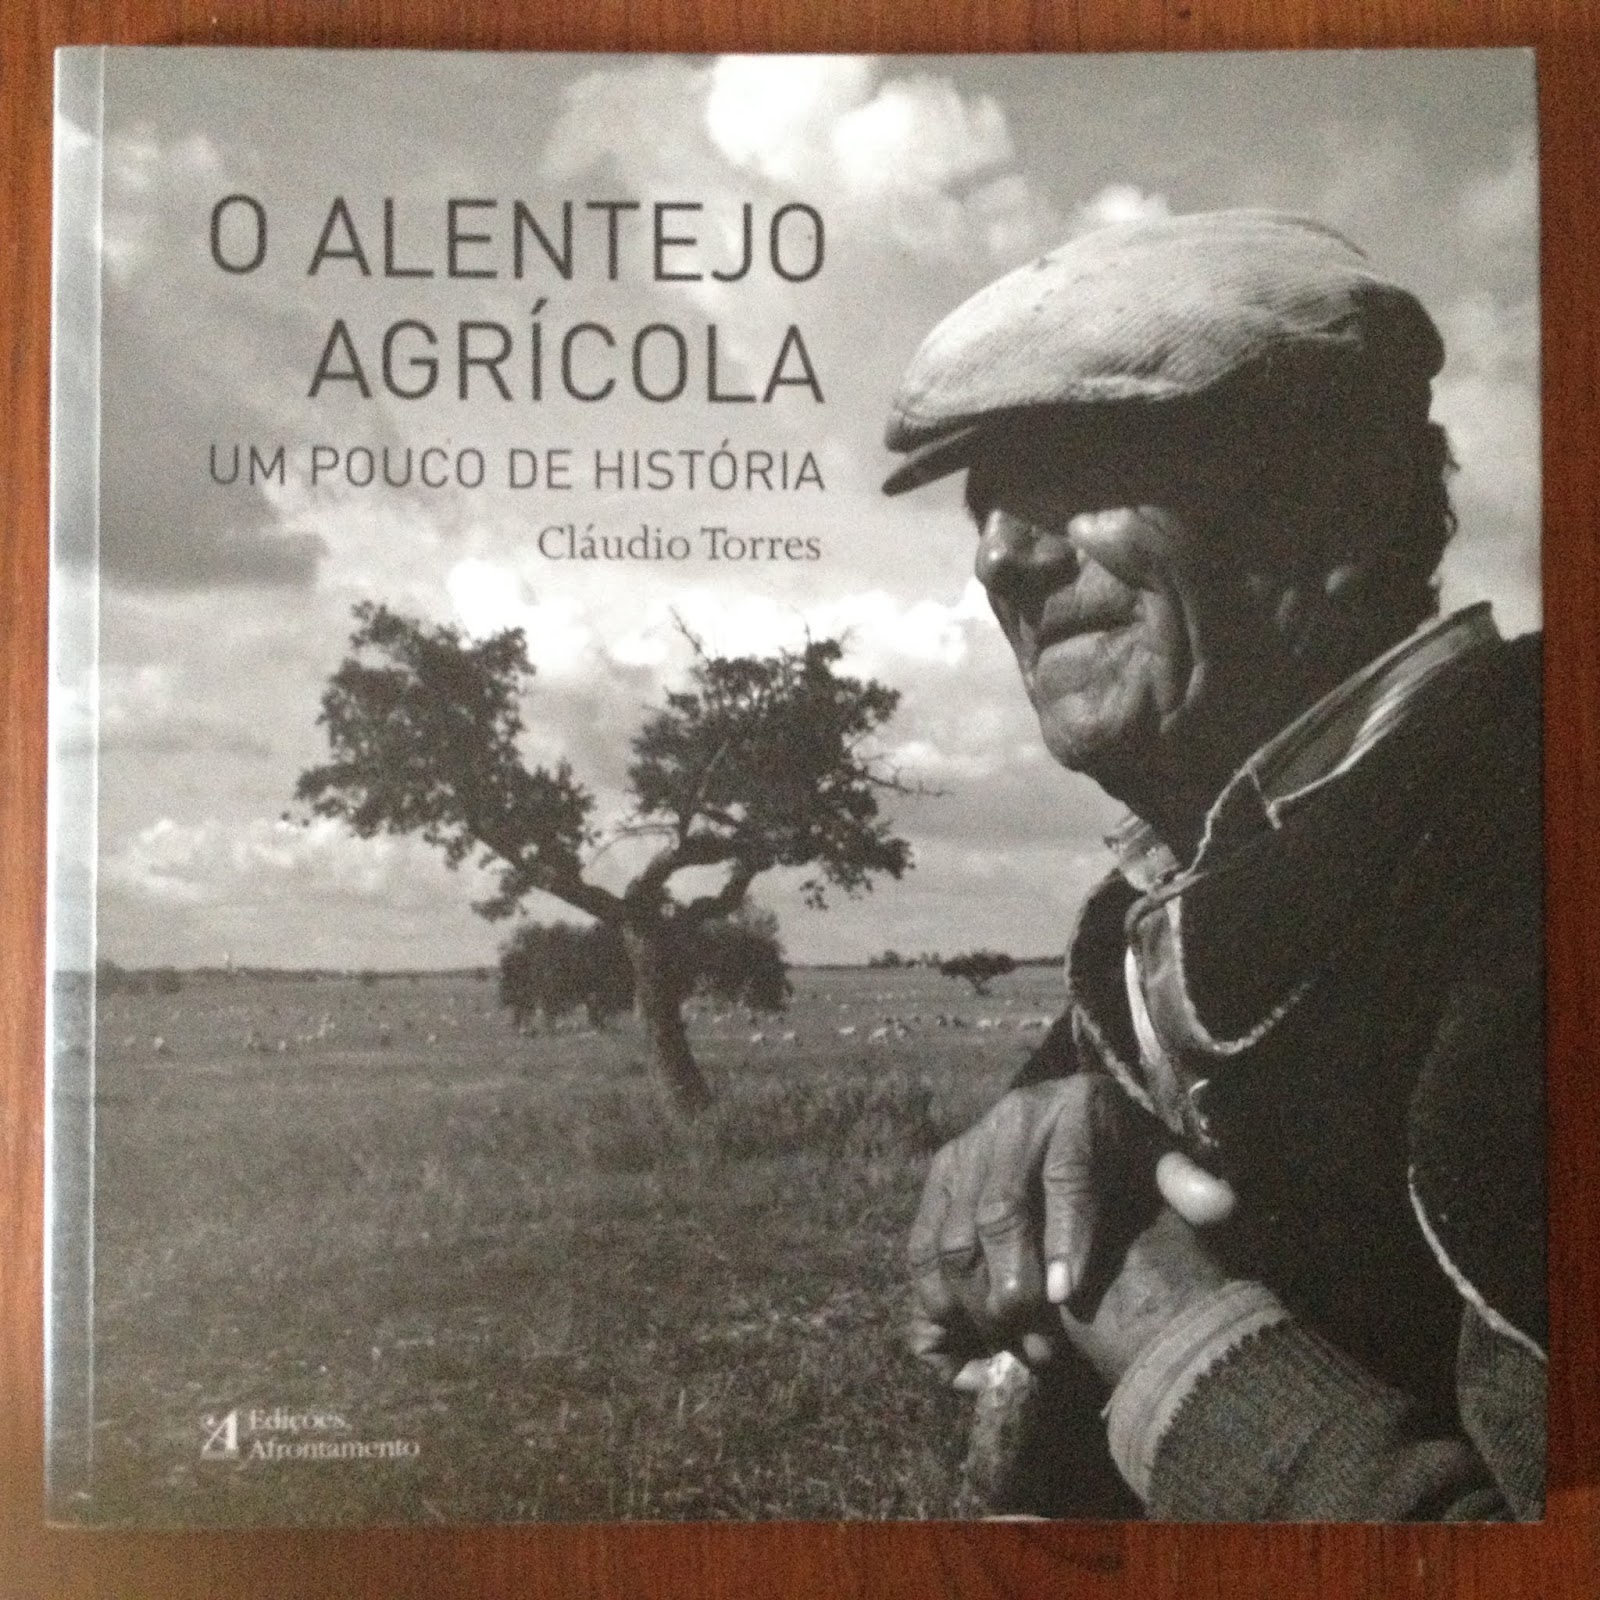 O ALENTEJO
AGRÍCOLA
UM POUCO DE HISTÓRIA
Cláudio Torres
Edições
Afrontamento